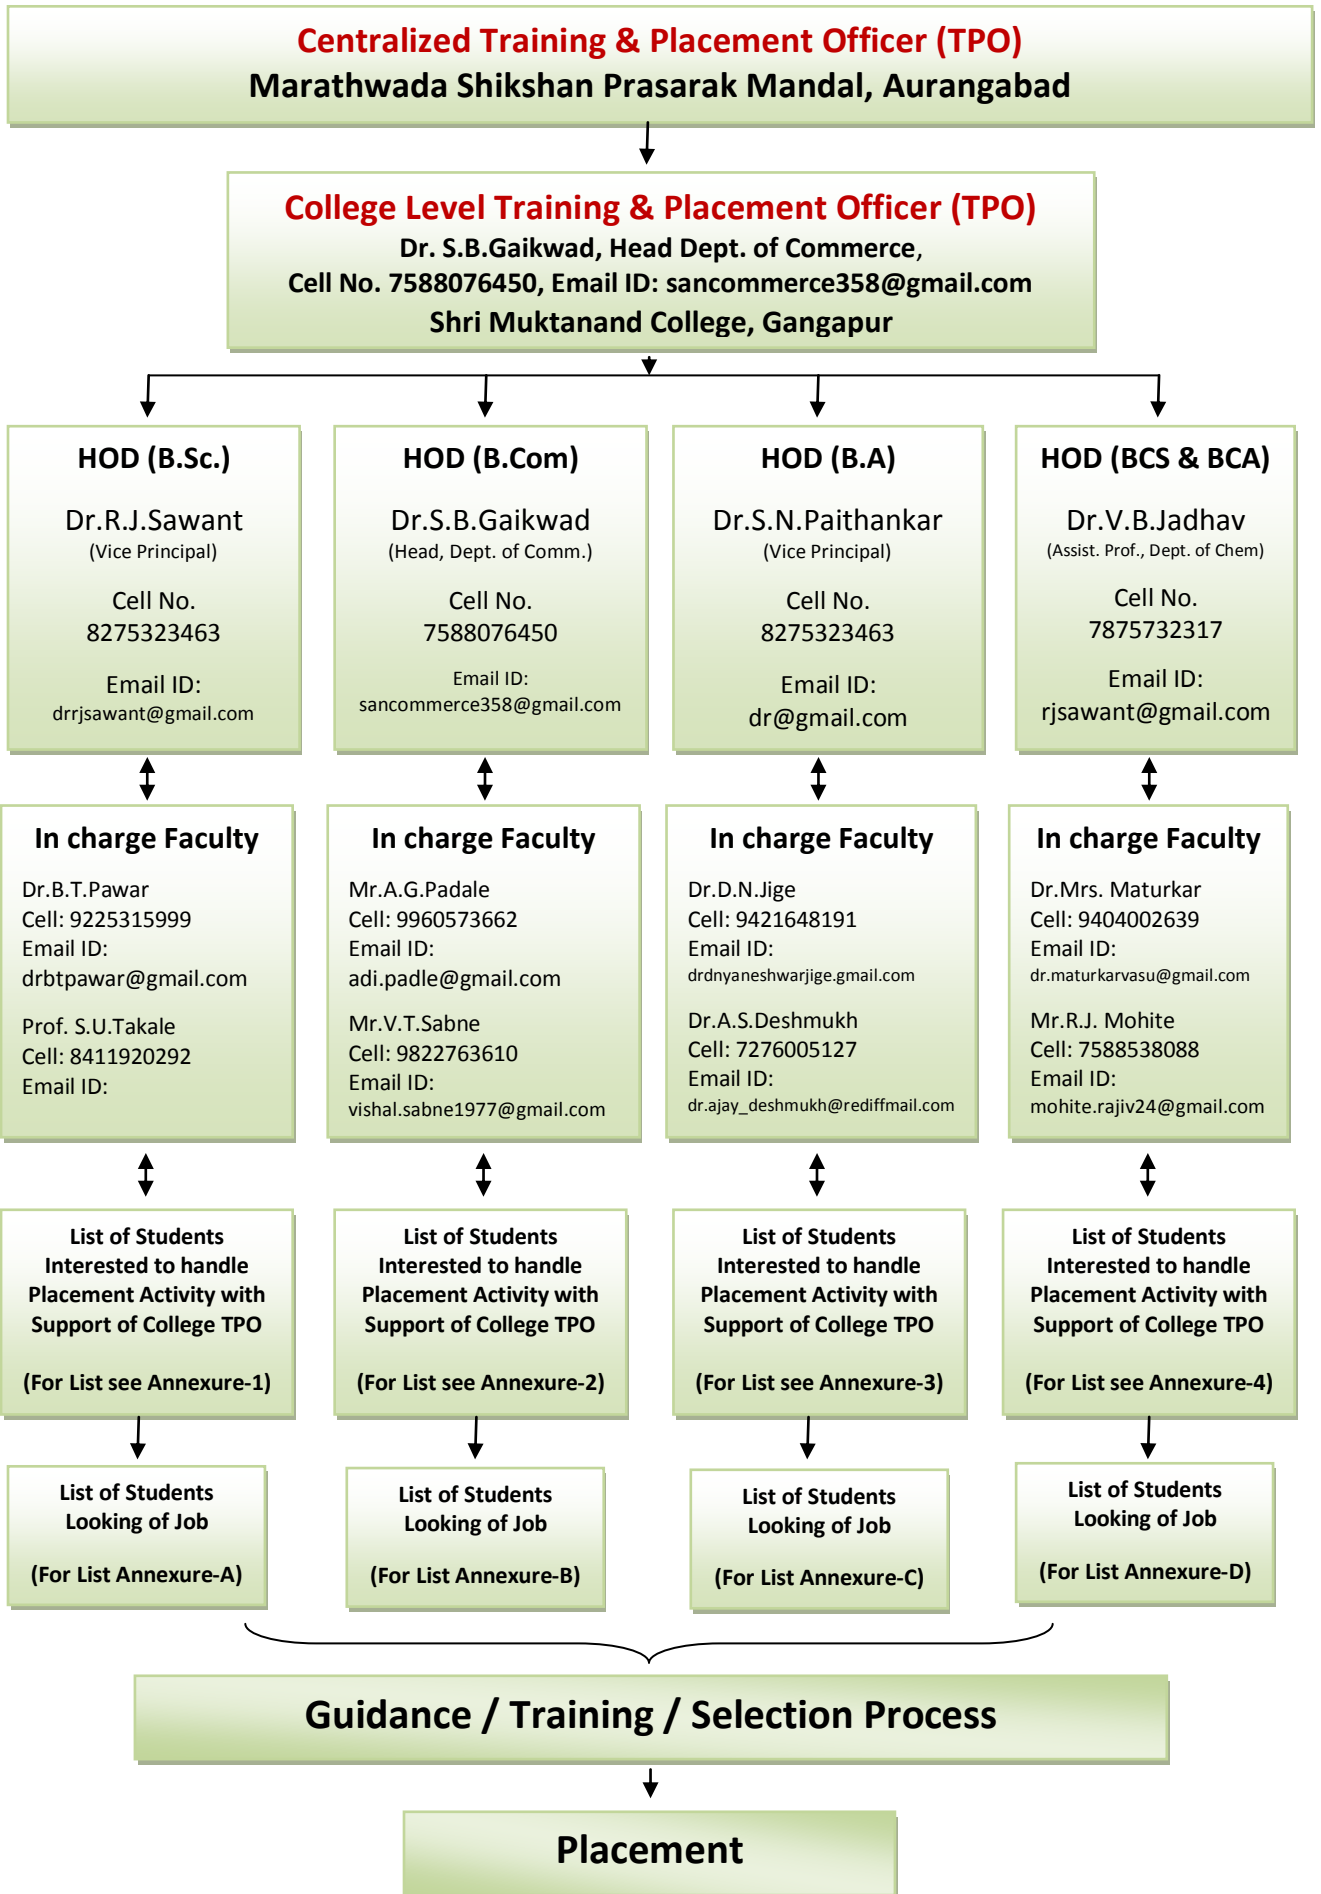 Centralized Training & Placement Officer (TPO)
Marathwada Shikshan Prasarak Mandal, Aurangabad
College Level Training & Placement Officer (TPO)
Dr. S.B.Gaikwad, Head Dept. of Commerce,
Cell No. 7588076450, Email ID: sancommerce358@gmail.com
Shri Muktanand College, Gangapur
HOD (B.Sc.)
Dr.R.J.Sawant
(Vice Principal)
Cell No.
8275323463
Email ID:
drrjsawant@gmail.com
HOD (B.Com)
Dr.S.B.Gaikwad
(Head, Dept. of Comm.)
Cell No.
7588076450
Email ID:
sancommerce358@gmail.com
HOD (B.A)
Dr.S.N.Paithankar
(Vice Principal)
Cell No.
8275323463
Email ID:
dr@gmail.com
HOD (BCS & BCA)
Dr.V.B.Jadhav
(Assist. Prof., Dept. of Chem)
Cell No.
7875732317
Email ID:
rjsawant@gmail.com
In charge Faculty
Dr.B.T.Pawar
Cell: 9225315999
Email ID:
drbtpawar@gmail.com
Prof. S.U.Takale
Cell: 8411920292
Email ID:
In charge Faculty
Mr.A.G.Padale
Cell: 9960573662
Email ID:
adi.padle@gmail.com
Mr.V.T.Sabne
Cell: 9822763610
Email ID:
vishal.sabne1977@gmail.com
In charge Faculty
Dr.D.N.Jige
Cell: 9421648191
Email ID:
drdnyaneshwarjige.gmail.com
Dr.A.S.Deshmukh
Cell: 7276005127
Email ID:
dr.ajay_deshmukh@rediffmail.com
In charge Faculty
Dr.Mrs. Maturkar
Cell: 9404002639
Email ID:
dr.maturkarvasu@gmail.com
Mr.R.J. Mohite
Cell: 7588538088
Email ID:
mohite.rajiv24@gmail.com
List of Students
Interested to handle
Placement Activity with
Support of College TPO
(For List see Annexure-1)
List of Students
Interested to handle
Placement Activity with
Support of College TPO
(For List see Annexure-2)
List of Students
Interested to handle
Placement Activity with
Support of College TPO
(For List see Annexure-3)
List of Students
Interested to handle
Placement Activity with
Support of College TPO
(For List see Annexure-4)
List of Students
Looking of Job
(For List Annexure-A)
List of Students
Looking of Job
(For List Annexure-B)
List of Students
Looking of Job
(For List Annexure-C)
List of Students
Looking of Job
(For List Annexure-D)
Guidance / Training / Selection Process
Placement